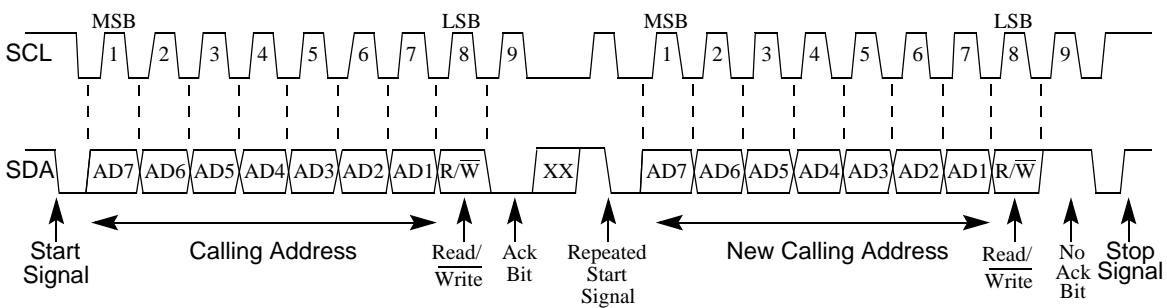 MSB LSB MSB LSB
SCL 1 2 3 4 5 6 7 8 9 1 2 3 4 5 6 7 8 9
SDA AD7 AD6 AD5 AD4 AD3 AD2 AD1 R/W XX AD7 AD6 AD5 AD4 AD3 AD2 AD1 R/W
Start Signal
Calling Address
Read/
Write
Ack
Bit
Repeated
Start
Signal
New Calling Address
Read/
Write
No
Ack
Bit
Stop
Signal